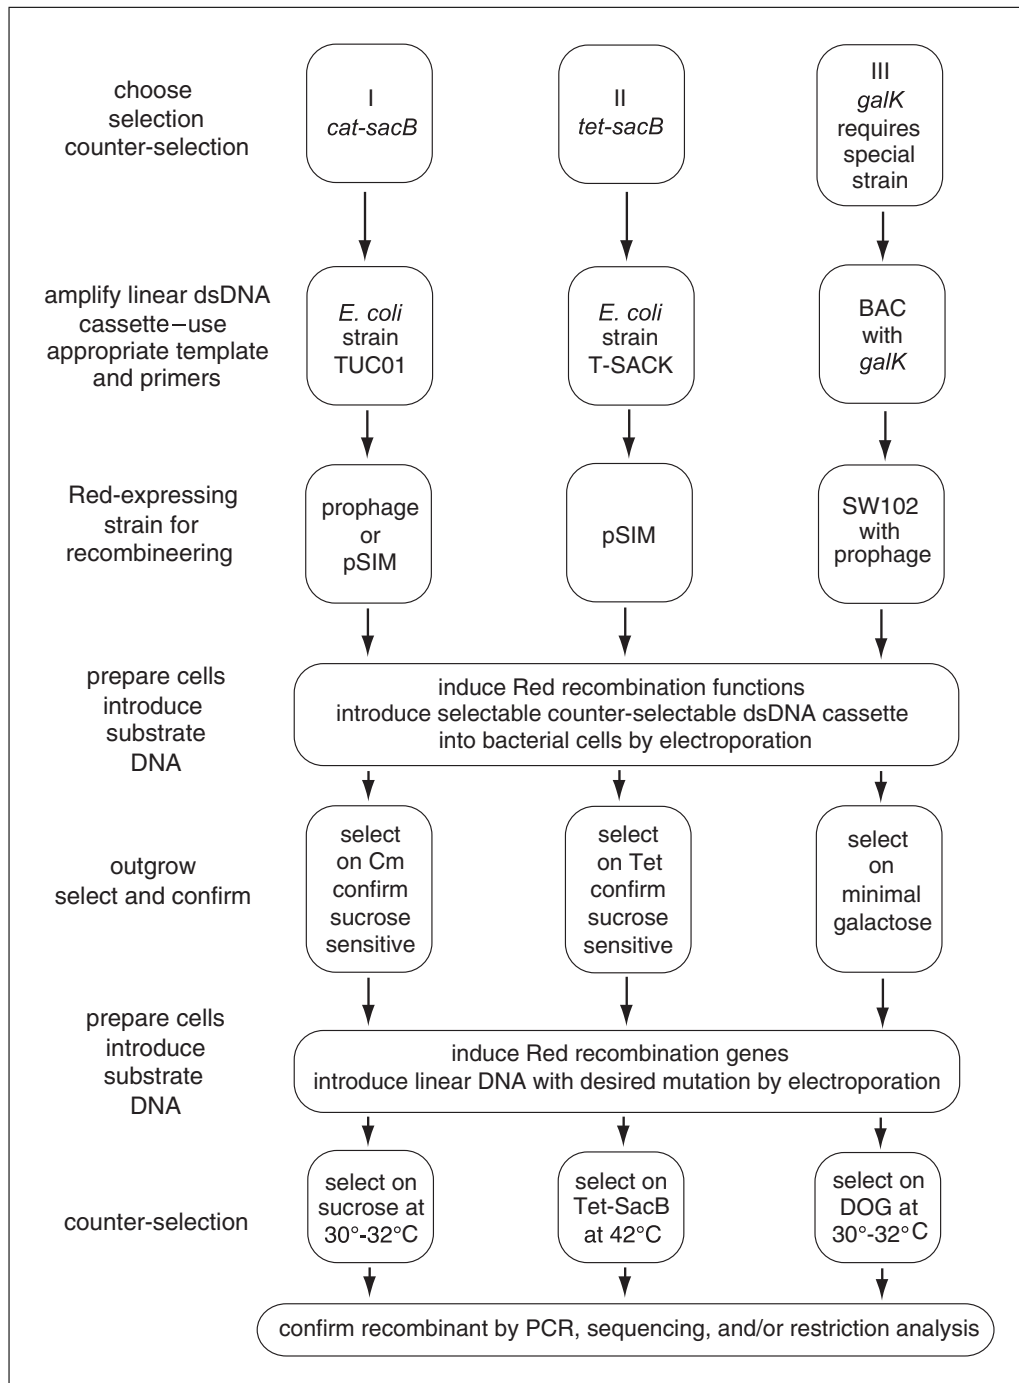 choose
selection
counter-selection
I
cat-sacB
II
tet-sacB
III
galK
requires
special
strain
amplify linear dsDNA
cassette–use
appropriate template
and primers
E. coli
strain
TUC01
E. coli
strain
T-SACK
BAC
with
galK
Red-expressing
strain for
recombineering
prophage
or
pSIM
pSIM
SW102
with
prophage
prepare cells
introduce
substrate
DNA
induce Red recombination functions
introduce selectable counter-selectable dsDNA cassette
into bacterial cells by electroporation
outgrow
select and confirm
select
on Cm
confirm
sucrose
sensitive
select
on Tet
confirm
sucrose
sensitive
select
on
minimal
galactose
prepare cells
introduce
substrate
DNA
induce Red recombination genes
introduce linear DNA with desired mutation by electroporation
counter-selection
select on
sucrose at
30°-32°C
select on
Tet-SacB
at 42°C
select on
DOG at
30°-32°C
confirm recombinant by PCR, sequencing, and/or restriction analysis